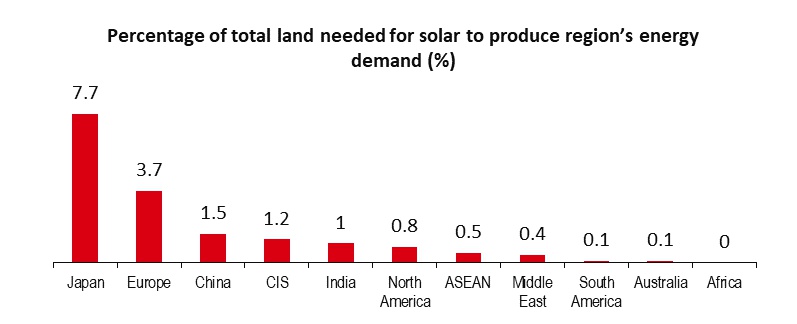 Percentage of total land needed for solar to produce region’s energy
demand (%)
7.7
3.7
1.5
1.2
1
0.8
0.5
0.4
0.1
0.1
0
Japan
Europe
China
CIS
India
North
America
ASEAN
Middle
East
South
America
Australia
Africa